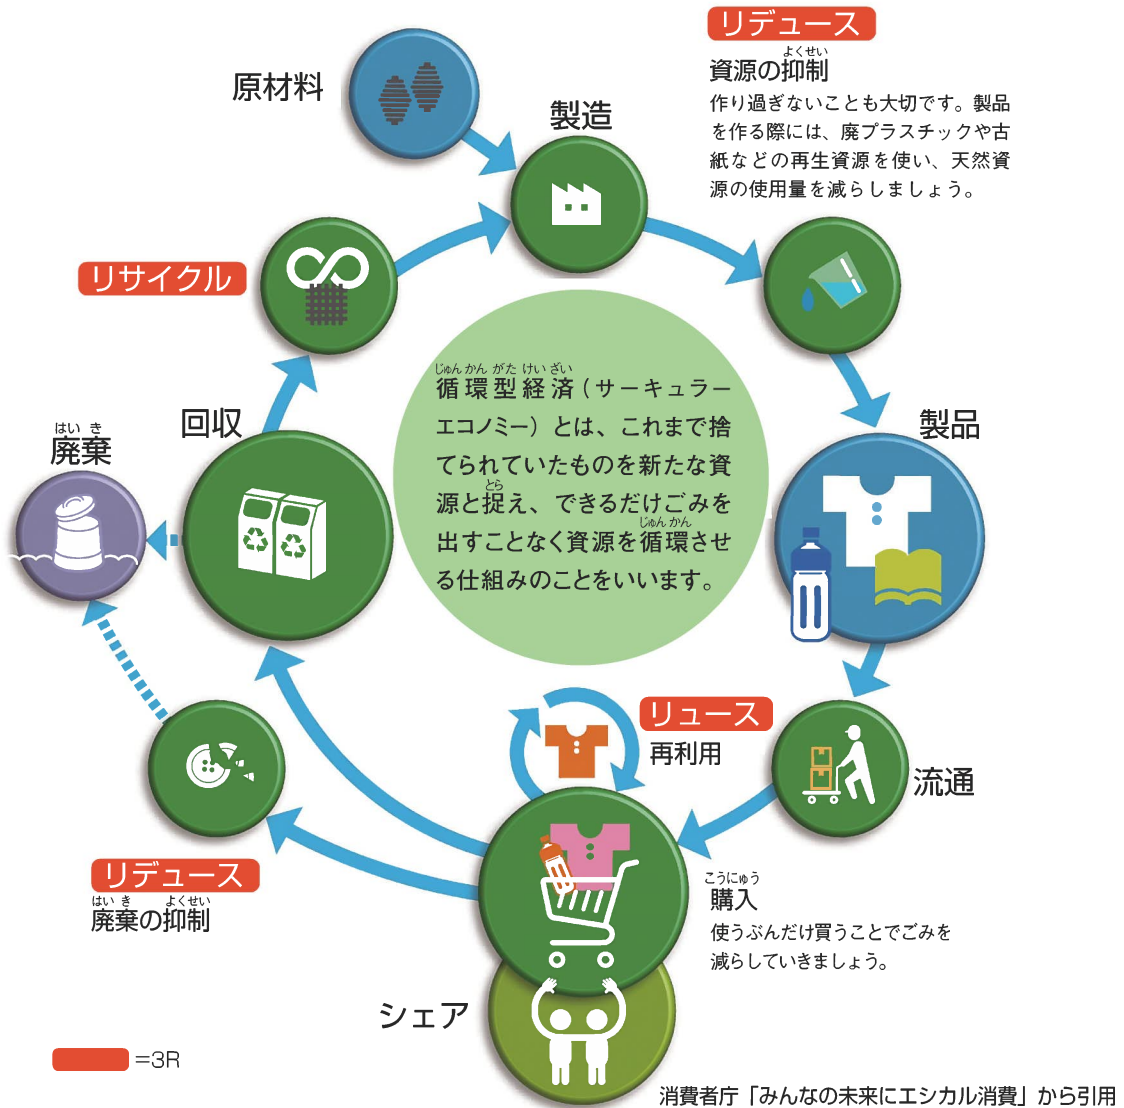 リデュース
よくせい
資源の抑制
作り過ぎないことも大切です。製品
を作る際には、廃プラスチックや古
紙などの再生資源を使い、天然資
源の使用量を減らしましょう。
原材料
製造
リサイクル
じゅんかんがたけいざい
循環型経済(サーキュラー
エコノミー)とは、これまで捨
てられていたものを新たな資
とら
源と捉え、できるだけごみを
じゅんかん
出すことなく資源を循環させ
る仕組みのことをいいます。
回収
はいき
廃棄
製品
リュース
再利用
流通
リデュース
はいき よくせい
廃棄の抑制
こうにゅう
購入
使うぶんだけ買うことでごみを
減らしていきましょう。
シェア
=3R
消費者庁「みんなの未来にエシカル消費」から引用